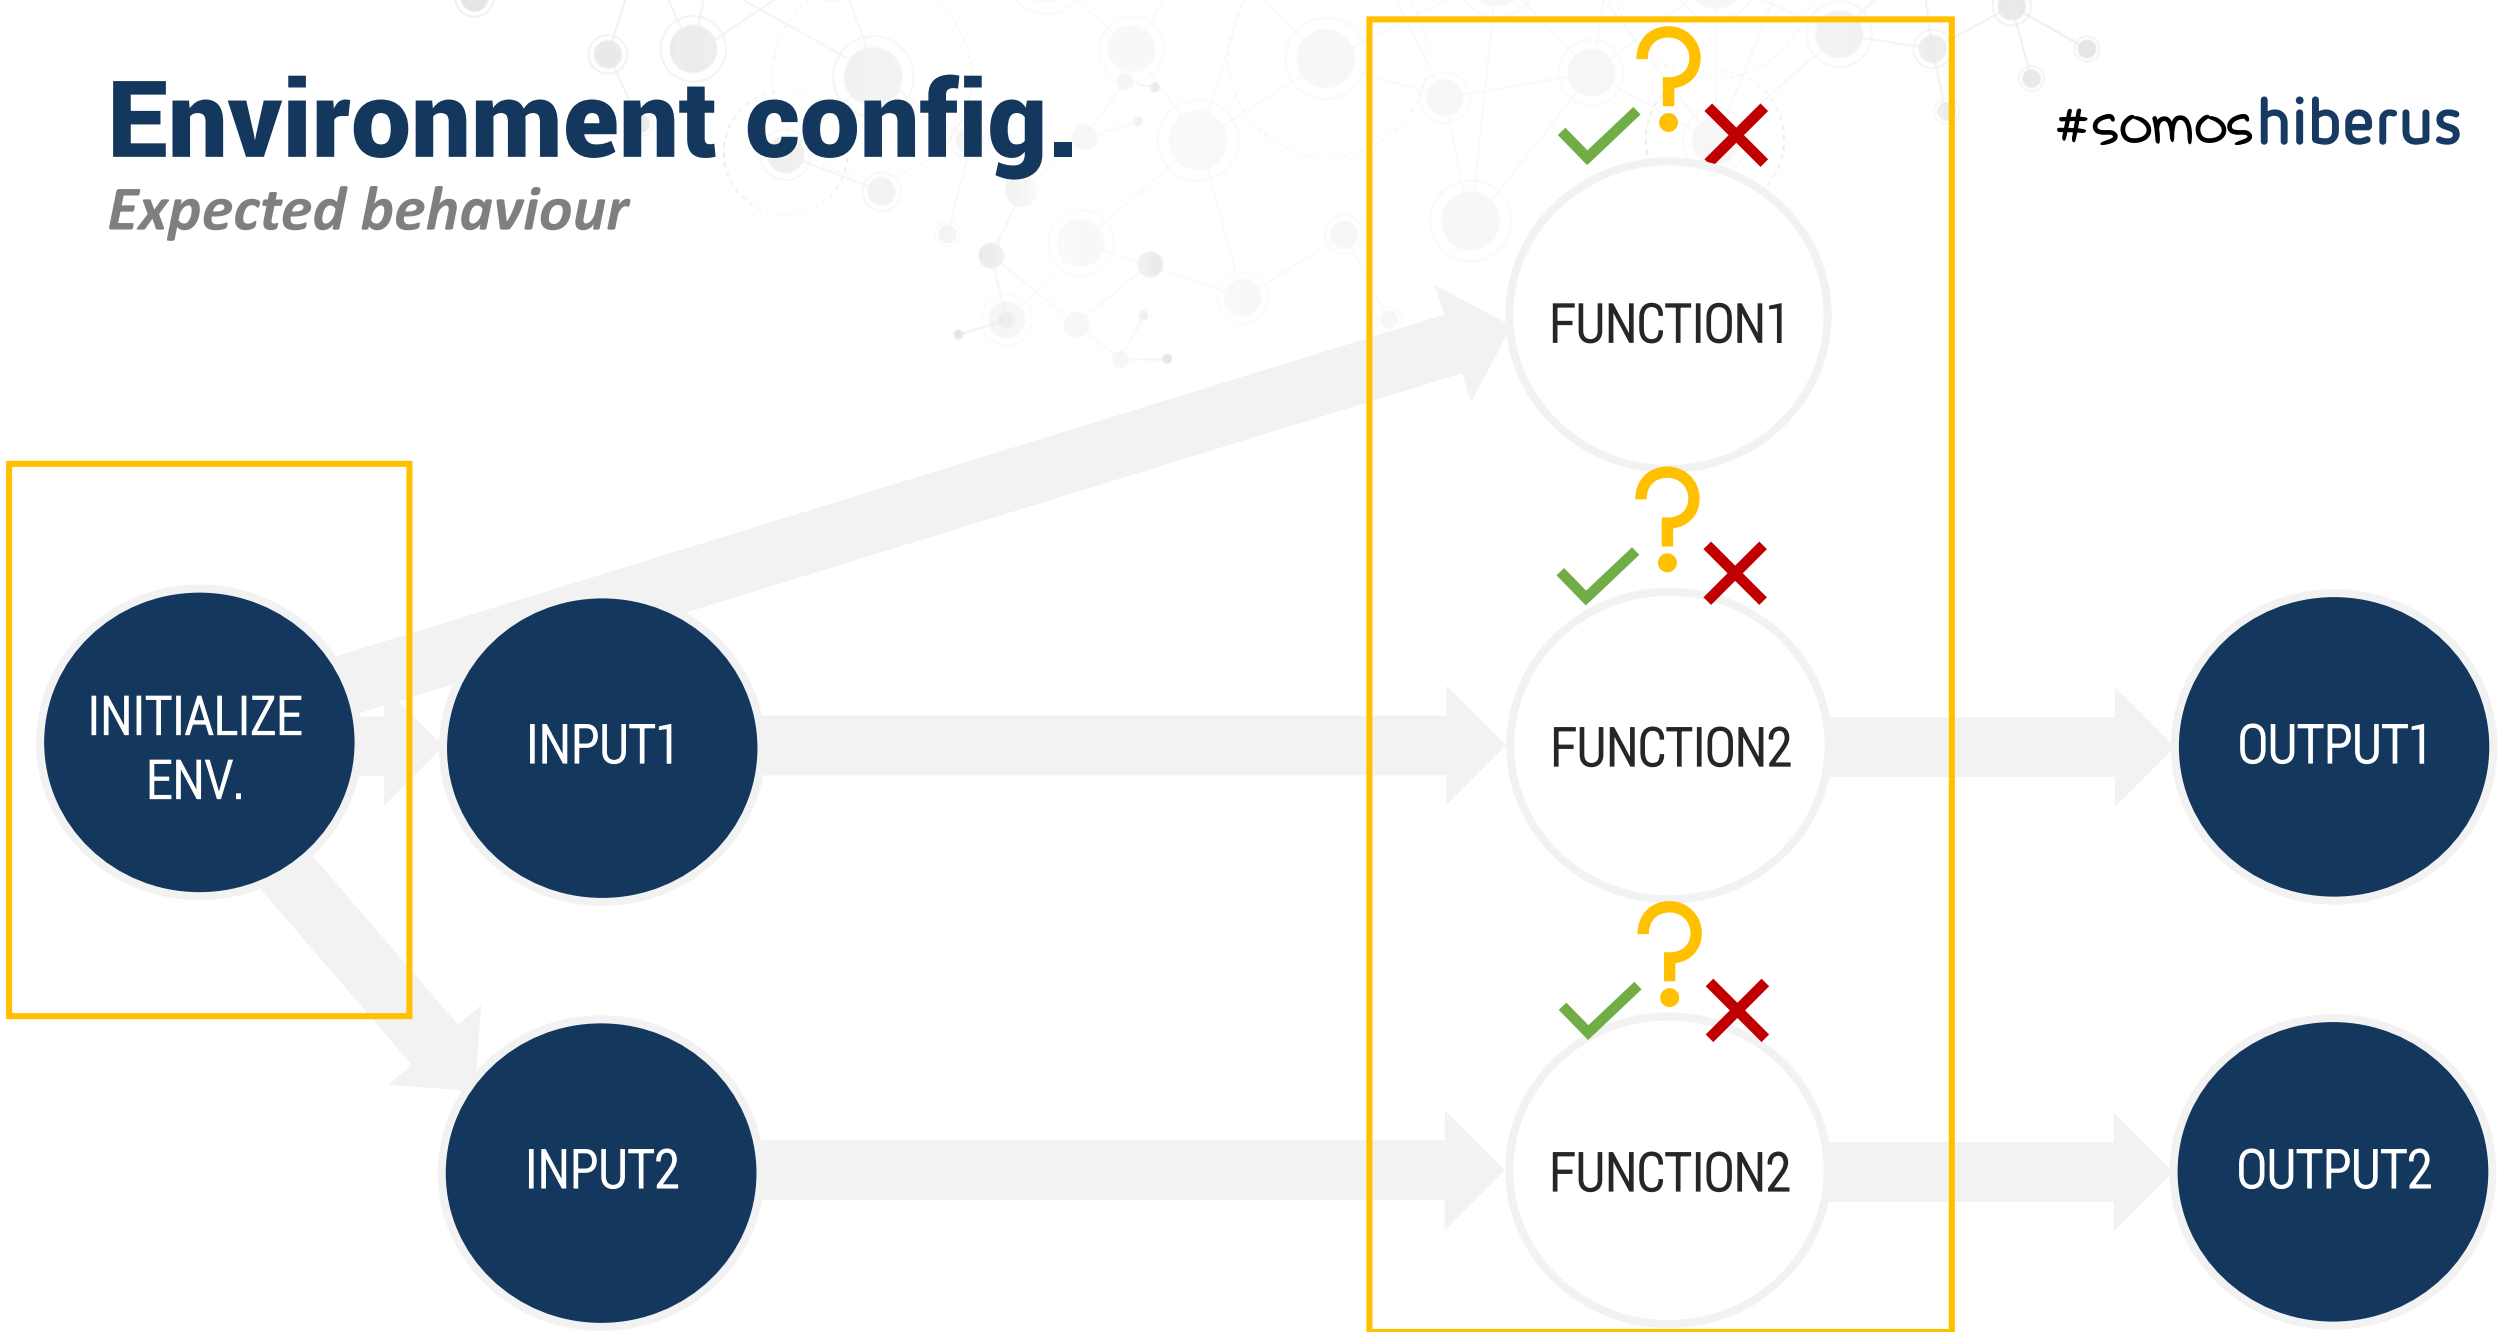 Environment config.
Expected behaviour
#somoshiberus
FUNCTION1
INITIALIZE
ENV.
INPUT1
FUNCTION2
OUTPUT1
INPUT2
FUNCTION2
OUTPUT2